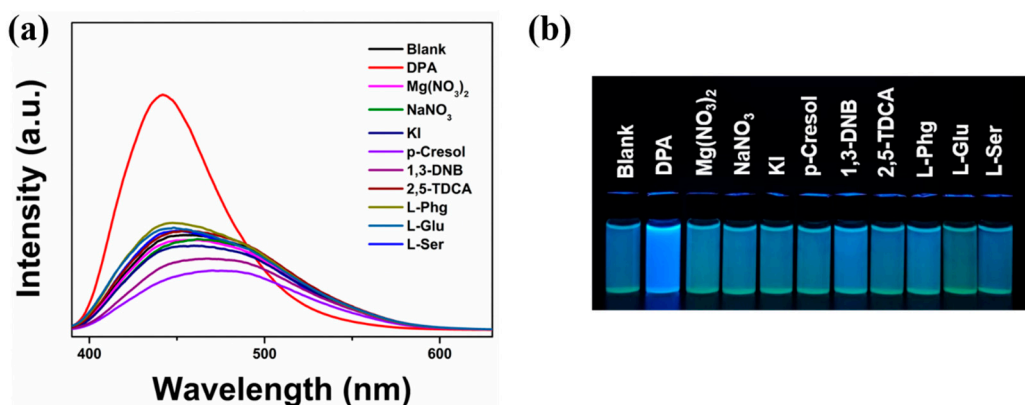 (a)
Blank
DPA
Mg(NO3)2
NaNO3
KI
p-Cresol
1,3-DNB
2,5-TDCA
L-Phg
L-Glu
L-Ser
Intensity (a.u.)
400 500 600
Wavelength (nm)
(b)
Blank
DPA
Mg(NO3)2
NaNO3
KI
p-Cresol
1,3-DNB
2,5-TDCA
L-Phg
L-Glu
L-Ser